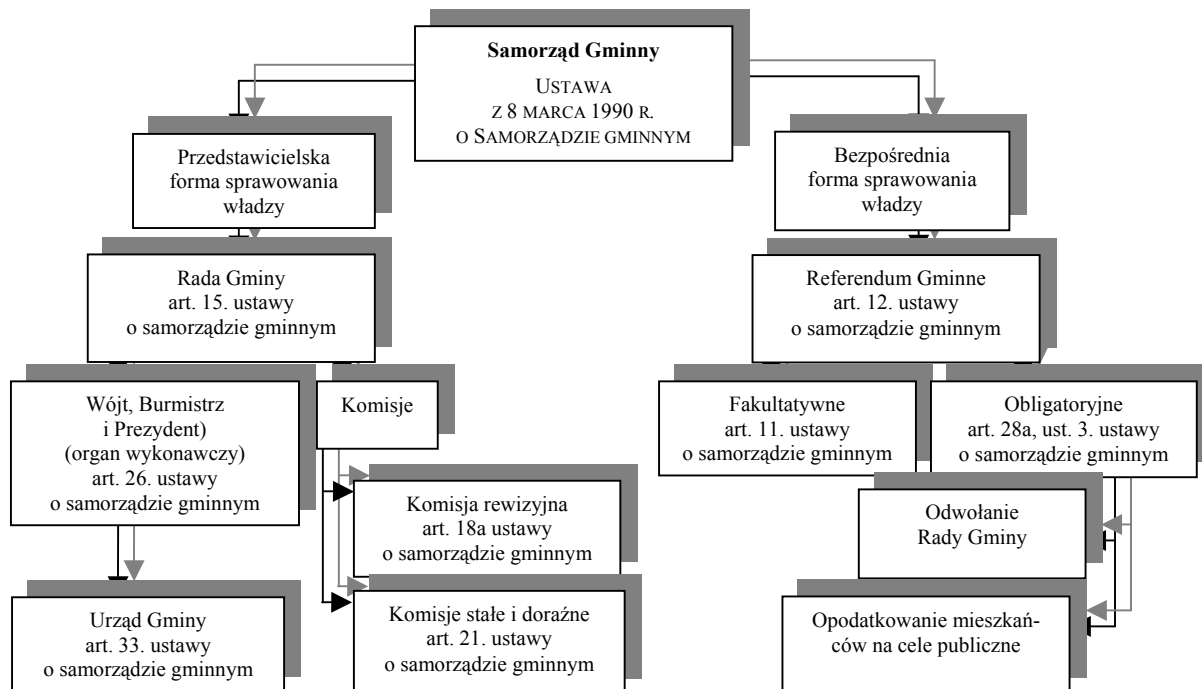 Samorząd Gminny
USTAWA
Z 8 MARCA 1990 R.
O SAMORZĄDZIE GMINNYM
Przedstawicielska
forma sprawowania
władzy
Bezpośrednia
forma sprawowania
władzy
Rada Gminy
art. 15. ustawy
o samorządzie gminnym
Referendum Gminne
art. 12. ustawy
o samorządzie gminnym
Wójt, Burmistrz
i Prezydent)
(organ wykonawczy)
art. 26. ustawy
o samorządzie gminnym
Komisje
Fakultatywne
art. 11. ustawy
o samorządzie gminnym
Obligatoryjne
art. 28a, ust. 3. ustawy
o samorządzie gminnym
Komisja rewizyjna
art. 18a ustawy
o samorządzie gminnym
Odwołanie
Rady Gminy
Urząd Gminy
art. 33. ustawy
o samorządzie gminnym
Komisje stałe i doraźne
art. 21. ustawy
o samorządzie gminnym
Opodatkowanie mieszkań-
ców na cele publiczne